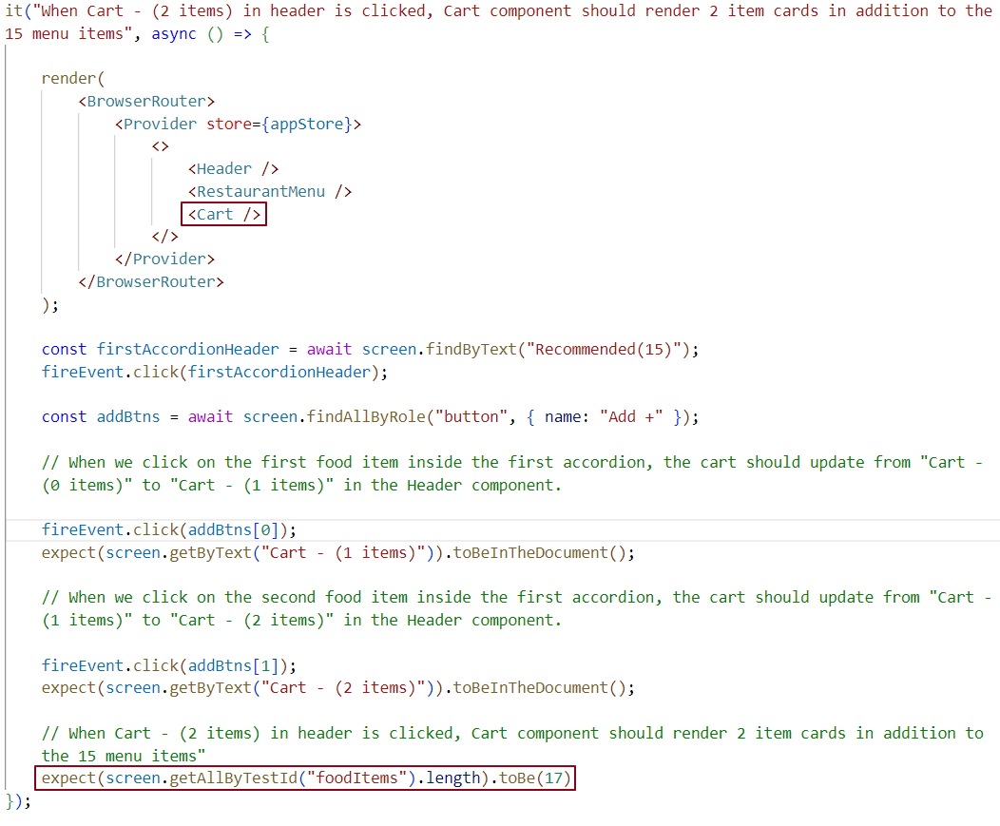 it("When Cart - (2 items) in header is clicked, Cart component should render 2 item cards in addition to the
15 menu items", async () => {
render(
<BrowserRouter>
<Provider store={appStore}>
<>
<Header />
<RestaurantMenu />
<Cart />
</>
</Provider>
</BrowserRouter>
);
const firstAccordionHeader = await screen.findByText("Recommended(15)");
fireEvent.click(firstAccordionHeader);
const addBtns = await screen.findAllByRole("button", { name: "Add +" });
// When we click on the first food item inside the first accordion, the cart should update from "Cart -
(0 items)" to "Cart - (1 items)" in the Header component.
fireEvent.click(addBtns[0]);
expect(screen.getByText("Cart - (1 items)")).toBeInTheDocument();
// When we click on the second food item inside the first accordion, the cart should update from "Cart -
(1 items)" to "Cart - (2 items)" in the Header component.
fireEvent.click(addBtns[1]);
expect(screen.getByText("Cart - (2 items)")).toBeInTheDocument();
// When Cart - (2 items) in header is clicked, Cart component should render 2 item cards in addition to
the 15 menu items"
expect(screen.getAllByTestId("foodItems").length).toBe(17)
});